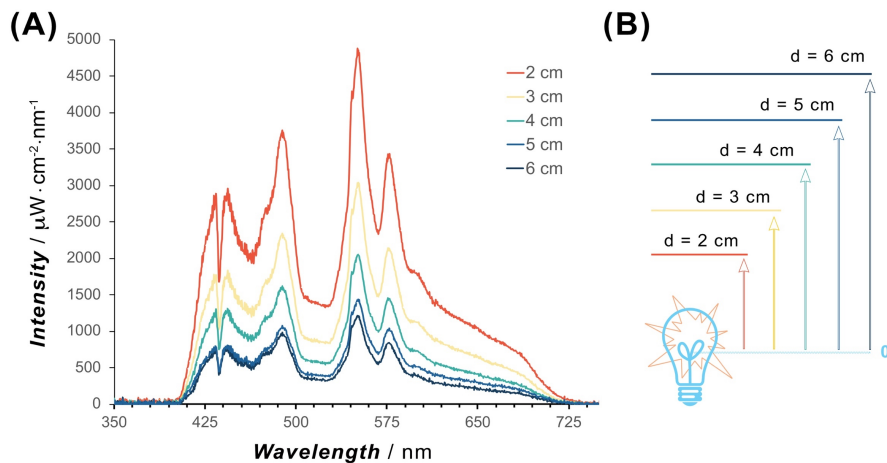 (A)
5000
4500
4000
3500
3000
2500
2000
1500
1000
500
0
350
425
500
575
650
725
Intensity / μW·cm⁻²·nm⁻¹
Wavelength / nm
2 cm
3 cm
4 cm
5 cm
6 cm
(B)
d = 6 cm
d = 5 cm
d = 4 cm
d = 3 cm
d = 2 cm
0